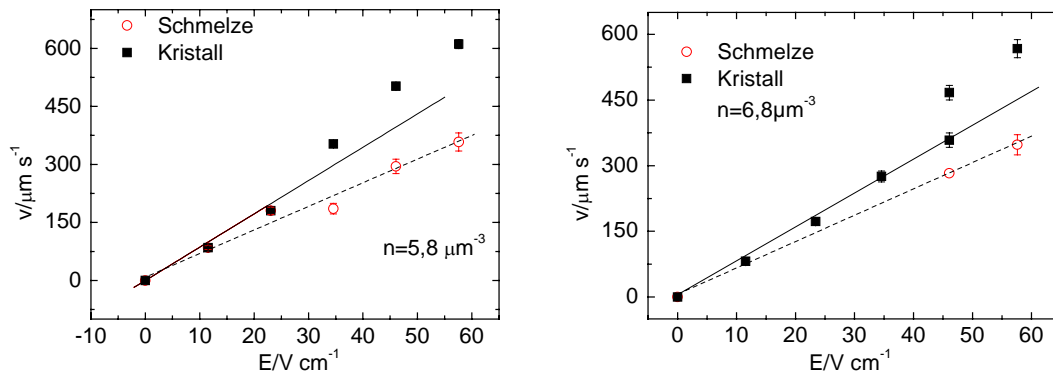 Schmelze
Kristall
600
450
300
150
0
v/µm s⁻¹
n=5,8 µm⁻³
-10 0 10 20 30 40 50 60
E/V cm⁻¹
Schmelze
Kristall
n=6,8µm⁻³
600
450
300
150
0
v/µm s⁻¹
0 10 20 30 40 50 60
E/V cm⁻¹